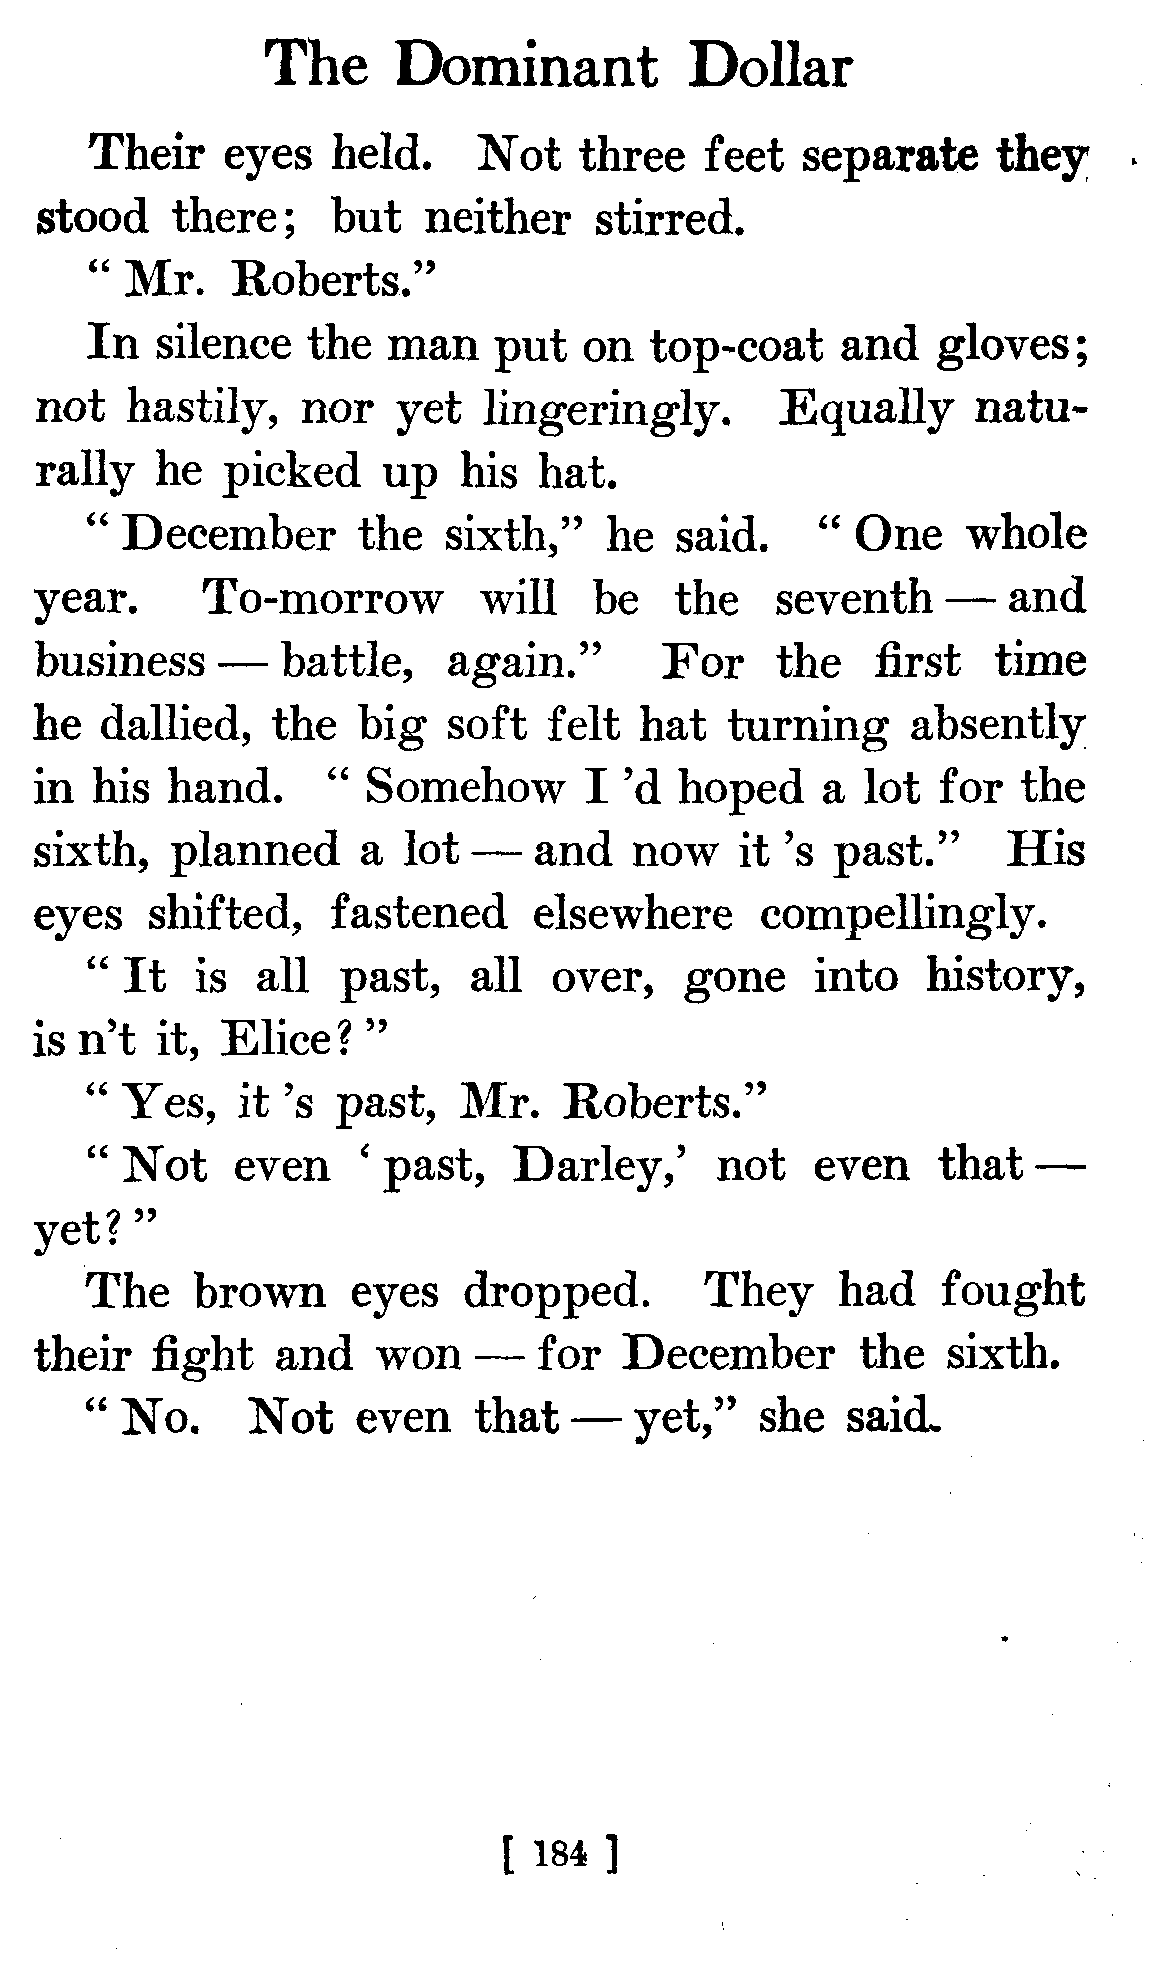 The Dominant Dollar
Their eyes held. Not three feet separate they
stood there; but neither stirred.
“ Mr. Roberts.”
In silence the man put on top-coat and gloves;
not hastily, nor yet lingeringly. Equally natu-
rally he picked up his hat.
“ December the sixth,” he said. “ One whole
year. To-morrow will be the seventh — and
business — battle, again.” For the first time
he dallied, the big soft felt hat turning absently
in his hand. “ Somehow I ’d hoped a lot for the
sixth, planned a lot — and now it ’s past.” His
eyes shifted, fastened elsewhere compellingly.
“ It is all past, all over, gone into history,
is n’t it, Elice? ”
“ Yes, it ’s past, Mr. Roberts.”
“ Not even ‘ past, Darley,’ not even that —
yet? ”
The brown eyes dropped. They had fought
their fight and won — for December the sixth.
“ No. Not even that — yet,” she said.
[ 184 ]